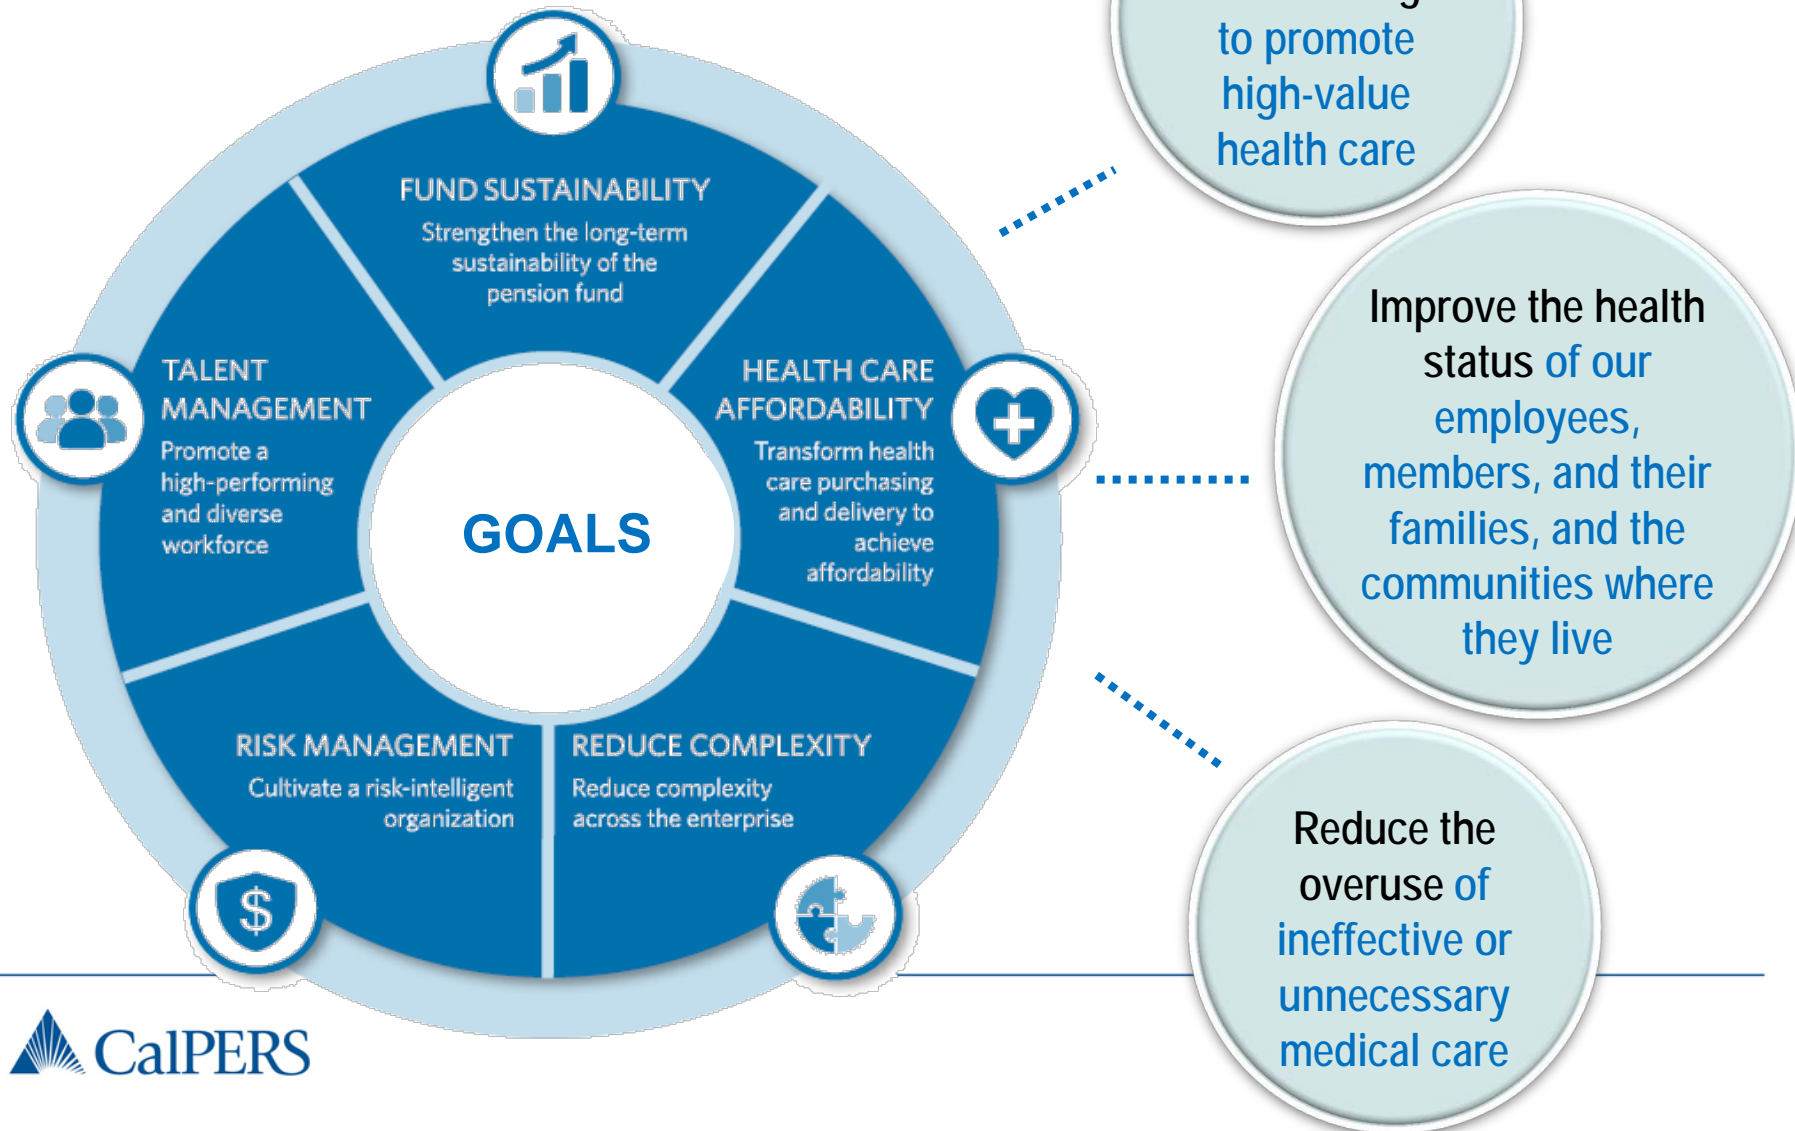 to promote
high-value
health care
FUND SUSTAINABILITY
Strengthen the long-term
sustainability of the
pension fund
TALENT
MANAGEMENT
Promote a
high-performing
and diverse
workforce
HEALTH CARE
AFFORDABILITY
Transform health
care purchasing
and delivery to
achieve
affordability
GOALS
RISK MANAGEMENT
Cultivate a risk-intelligent
organization
REDUCE COMPLEXITY
Reduce complexity
across the enterprise
$
Improve the health
status of our
employees,
members, and their
families, and the
communities where
they live
Reduce the
overuse of
ineffective or
unnecessary
medical care
CalPERS